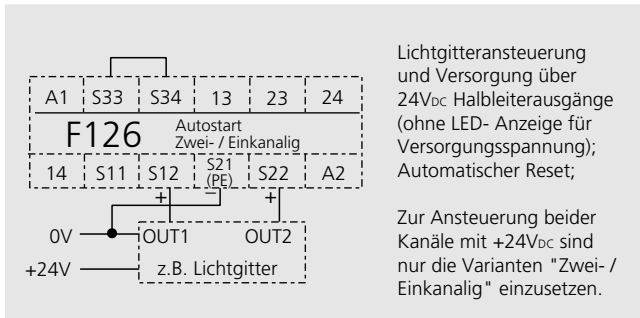 A1 S33 S34 13 23 24
F126 Autostart
Zwei- / Einkanalig
14 S11 S12 S21 (PE) S22 A2
+ – +
0V OUT1 OUT2
+24V z.B. Lichtgitter
Lichtgitteransteuerung
und Versorgung über
24VDC Halbleiterausgänge
(ohne LED- Anzeige für
Versorgungsspannung);
Automatischer Reset;
Zur Ansteuerung beider
Kanäle mit +24VDC sind
nur die Varianten "Zwei- /
Einkanalig" einzusetzen.